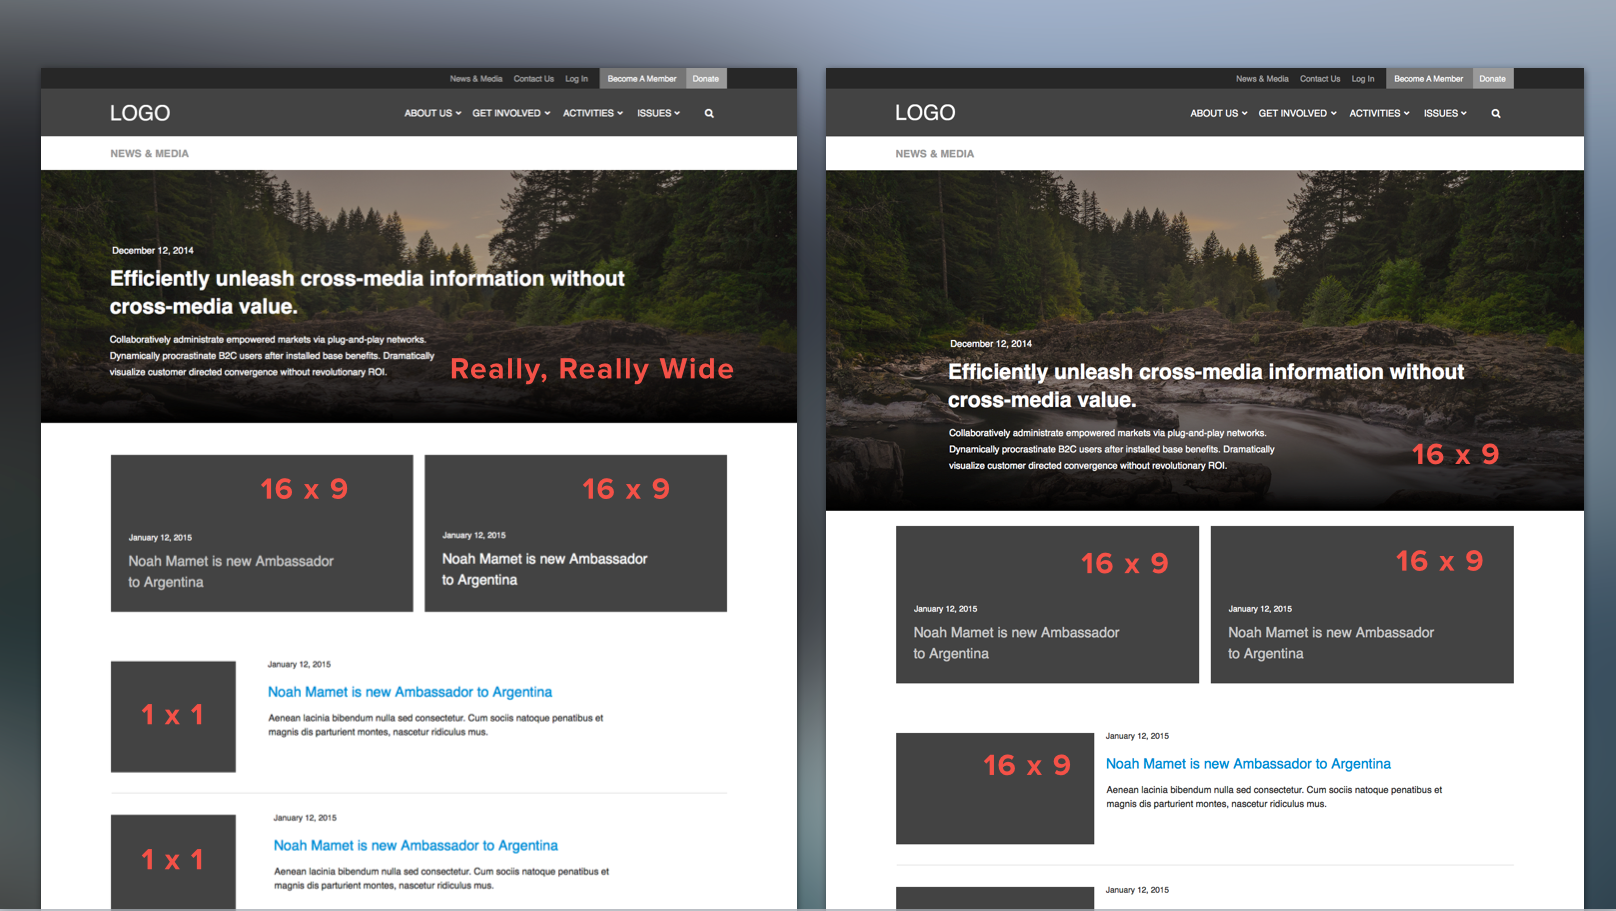 News & Media Contact Us Log In Become A Member Donate
LOGO ABOUT US GET INVOLVED ACTIVITIES ISSUES
NEWS & MEDIA
December 12, 2014
Efficiently unleash cross-media information without
cross-media value.
Collaboratively administrate empowered markets via plug-and-play networks.
Dynamically procrastinate B2C users after installed base benefits. Dramatically
visualize customer directed convergence without revolutionary ROI.
Really, Really Wide
16 x 9
January 12, 2015
Noah Mamet is new Ambassador
to Argentina
16 x 9
January 12, 2015
Noah Mamet is new Ambassador
to Argentina
1 x 1
January 12, 2015
Noah Mamet is new Ambassador to Argentina
Aenean lacinia bibendum nulla sed consectetur. Cum sociis natoque penatibus et
magnis dis parturient montes, nascetur ridiculus mus.
1 x 1
January 12, 2015
Noah Mamet is new Ambassador to Argentina
Aenean lacinia bibendum nulla sed consectetur. Cum sociis natoque penatibus et
magnis dis parturient montes, nascetur ridiculus mus.
News & Media Contact Us Log In Become A Member Donate
LOGO ABOUT US GET INVOLVED ACTIVITIES ISSUES
NEWS & MEDIA
December 12, 2014
Efficiently unleash cross-media information without
cross-media value.
Collaboratively administrate empowered markets via plug-and-play networks.
Dynamically procrastinate B2C users after installed base benefits. Dramatically
visualize customer directed convergence without revolutionary ROI.
16 x 9
16 x 9
January 12, 2015
Noah Mamet is new Ambassador
to Argentina
16 x 9
January 12, 2015
Noah Mamet is new Ambassador
to Argentina
16 x 9
January 12, 2015
Noah Mamet is new Ambassador to Argentina
Aenean lacinia bibendum nulla sed consectetur. Cum sociis natoque penatibus et
magnis dis parturient montes, nascetur ridiculus mus.
January 12, 2015